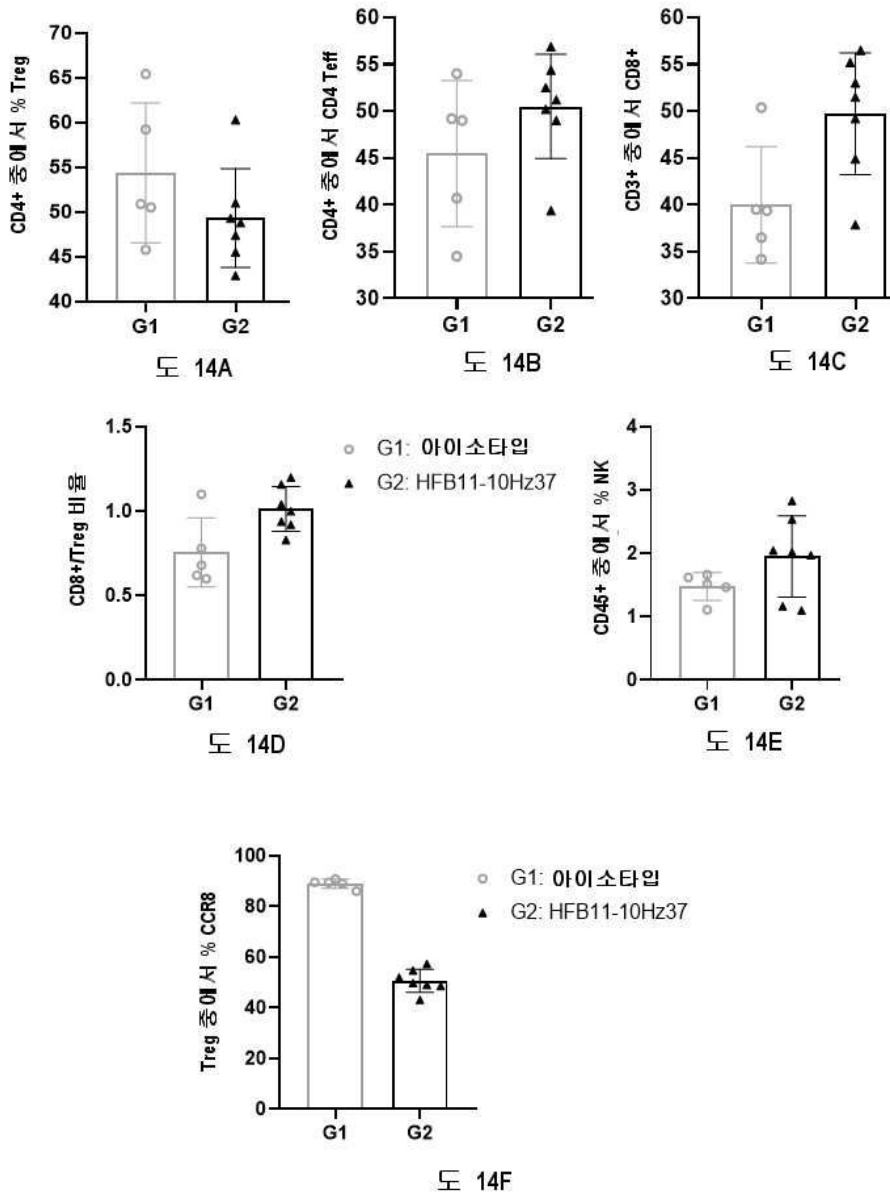 CD4+ 중에서 % Treg
70
65
60
55
50
45
40
G1
G2
도 14A
CD4+ 중에서 CD4 Teff
60
55
50
45
40
35
30
G1
G2
도 14B
CD3+ 중에서 CD8+
60
55
50
45
40
35
30
G1
G2
도 14C
CD8+/Treg 비율
1.5
1.0
0.5
0.0
G1
G2
도 14D
G1: 아이소타입
G2: HFB11-10Hz37
CD45+ 중에서 % NK
4
3
2
1
0
G1
G2
도 14E
Treg 중에서 % CCR8
100
80
60
40
20
0
G1
G2
G1: 아이소타입
G2: HFB11-10Hz37
도 14F